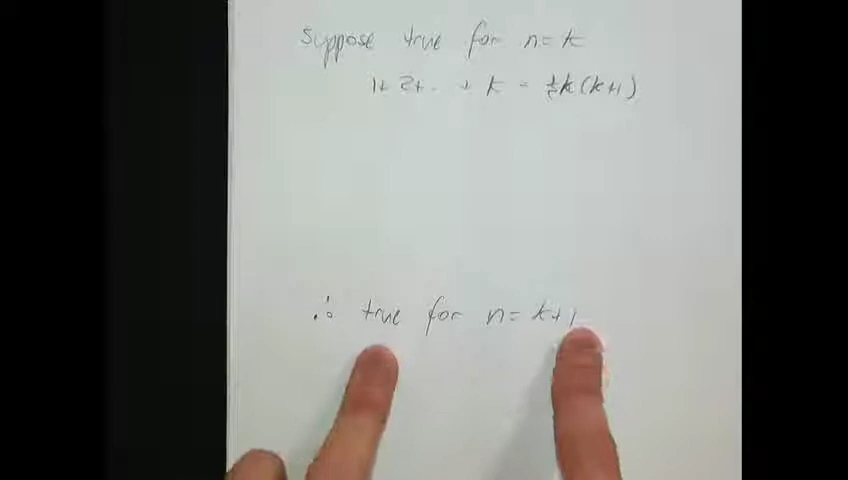 Suppose true for n=k
1+2+..+k = ½k(k+1)
∴ true for n=k+1